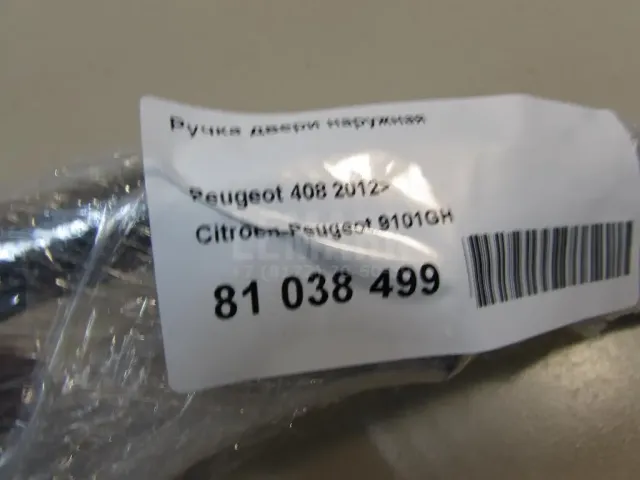 Ручка двери наружная
Peugeot 408 2012>
Citroen-Peugeot 9101GH
81 038 499